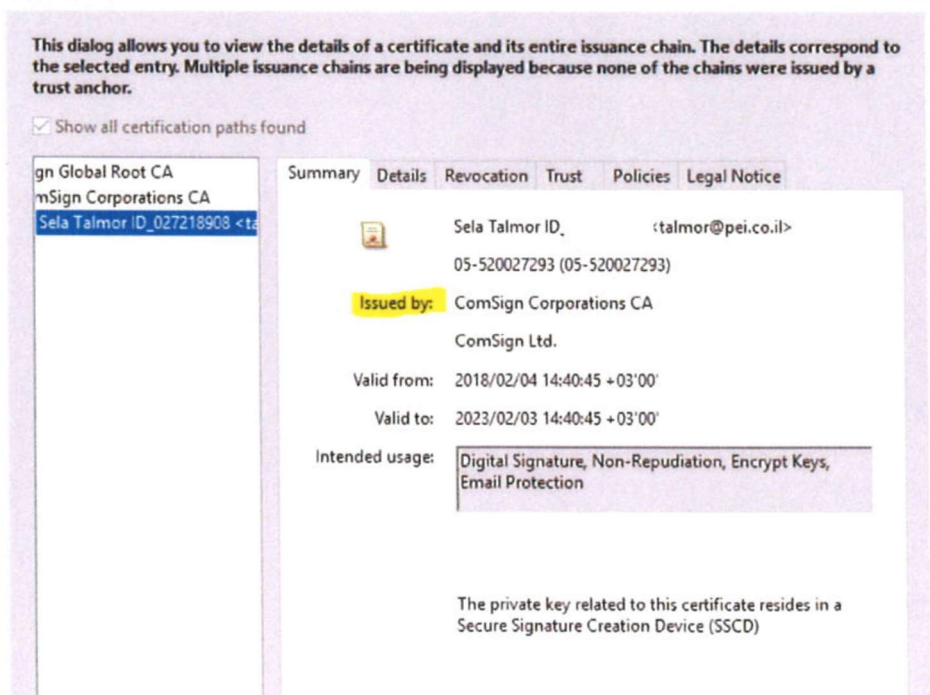 This dialog allows you to view the details of a certificate and its entire issuance chain. The details correspond to
the selected entry. Multiple issuance chains are being displayed because none of the chains were issued by a
trust anchor.
Show all certification paths found
gn Global Root CA
mSign Corporations CA
Sela Talmor ID_027218908 <ta
Summary Details Revocation Trust Policies Legal Notice
Sela Talmor ID_ <talmor@pei.co.il>
05-520027293 (05-520027293)
Issued by: ComSign Corporations CA
ComSign Ltd.
Valid from: 2018/02/04 14:40:45 +03'00'
Valid to: 2023/02/03 14:40:45 +03'00'
Intended usage: Digital Signature, Non-Repudiation, Encrypt Keys,
Email Protection
The private key related to this certificate resides in a
Secure Signature Creation Device (SSCD)